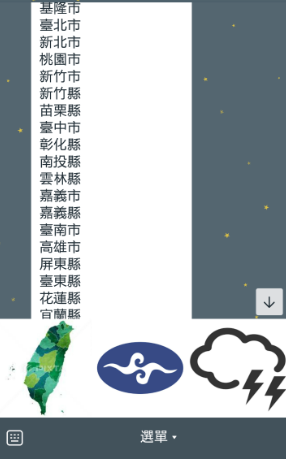 基隆市
臺北市
新北市
桃園市
新竹市
新竹縣
苗栗縣
臺中市
彰化縣
南投縣
雲林縣
嘉義市
嘉義縣
臺南市
高雄市
屏東縣
臺東縣
花蓮縣
宜蘭縣
選單